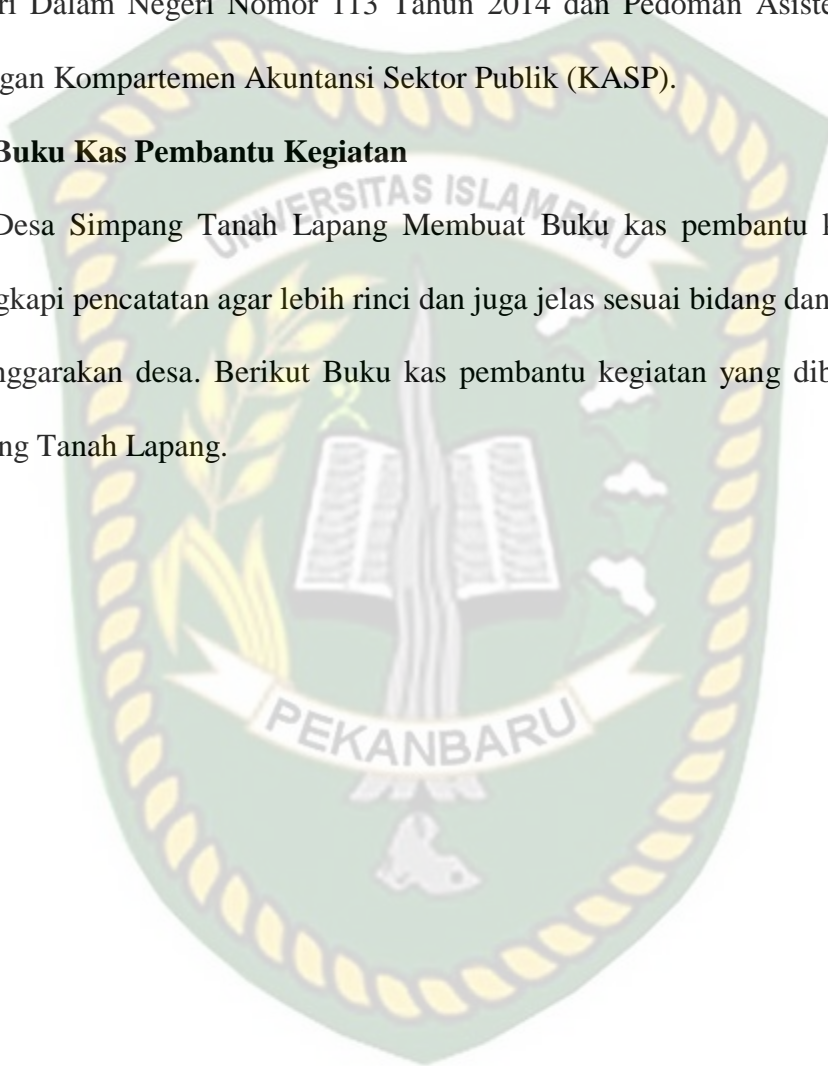 ri Dalam Negeri Nomor 113 Tahun 2014 dan Pedoman Asiste
gan Kompartemen Akuntansi Sektor Publik (KASP).
Buku Kas Pembantu Kegiatan
Desa Simpang Tanah Lapang Membuat Buku kas pembantu k
gkapi pencatatan agar lebih rinci dan juga jelas sesuai bidang dan
nggarakan desa. Berikut Buku kas pembantu kegiatan yang dib
ng Tanah Lapang.
UNIVERSITAS ISLAM RIAU
PEKANBARU